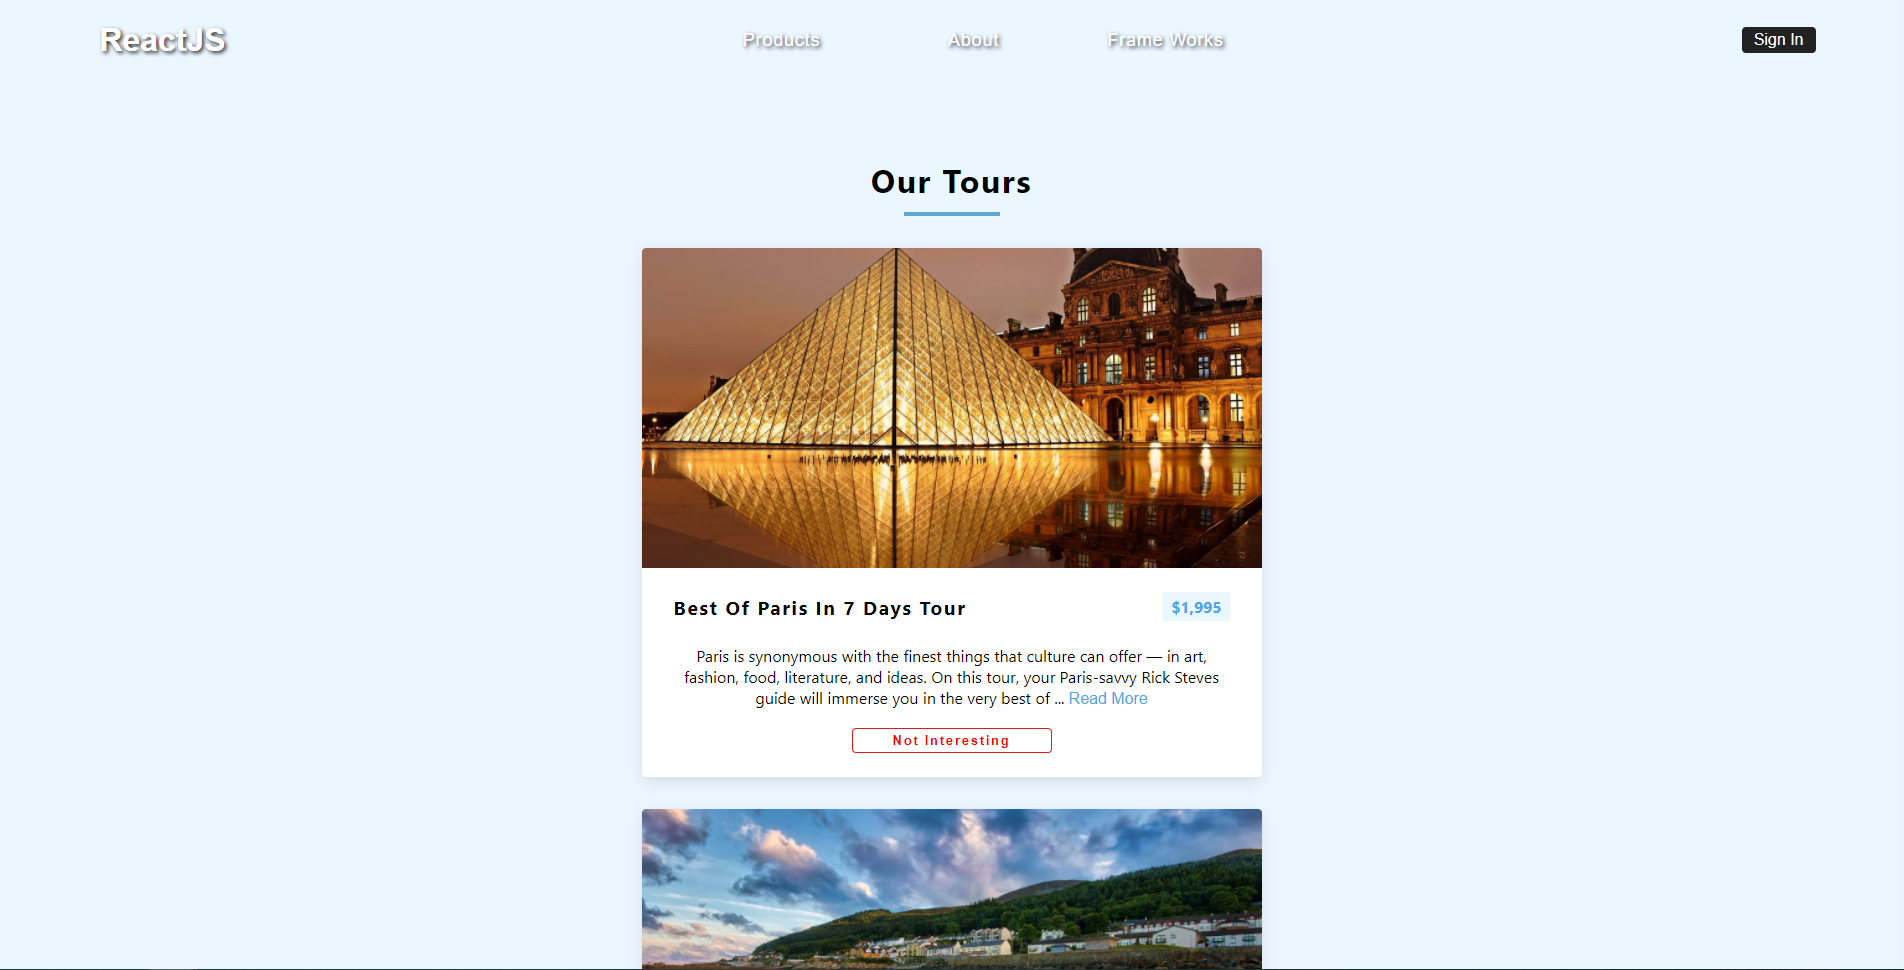 ReactJS
Products
About
Frame Works
Sign In
Our Tours
Best Of Paris In 7 Days Tour
$1,995
Paris is synonymous with the finest things that culture can offer — in art,
fashion, food, literature, and ideas. On this tour, your Paris-savvy Rick Steves
guide will immerse you in the very best of ... Read More
Not Interesting